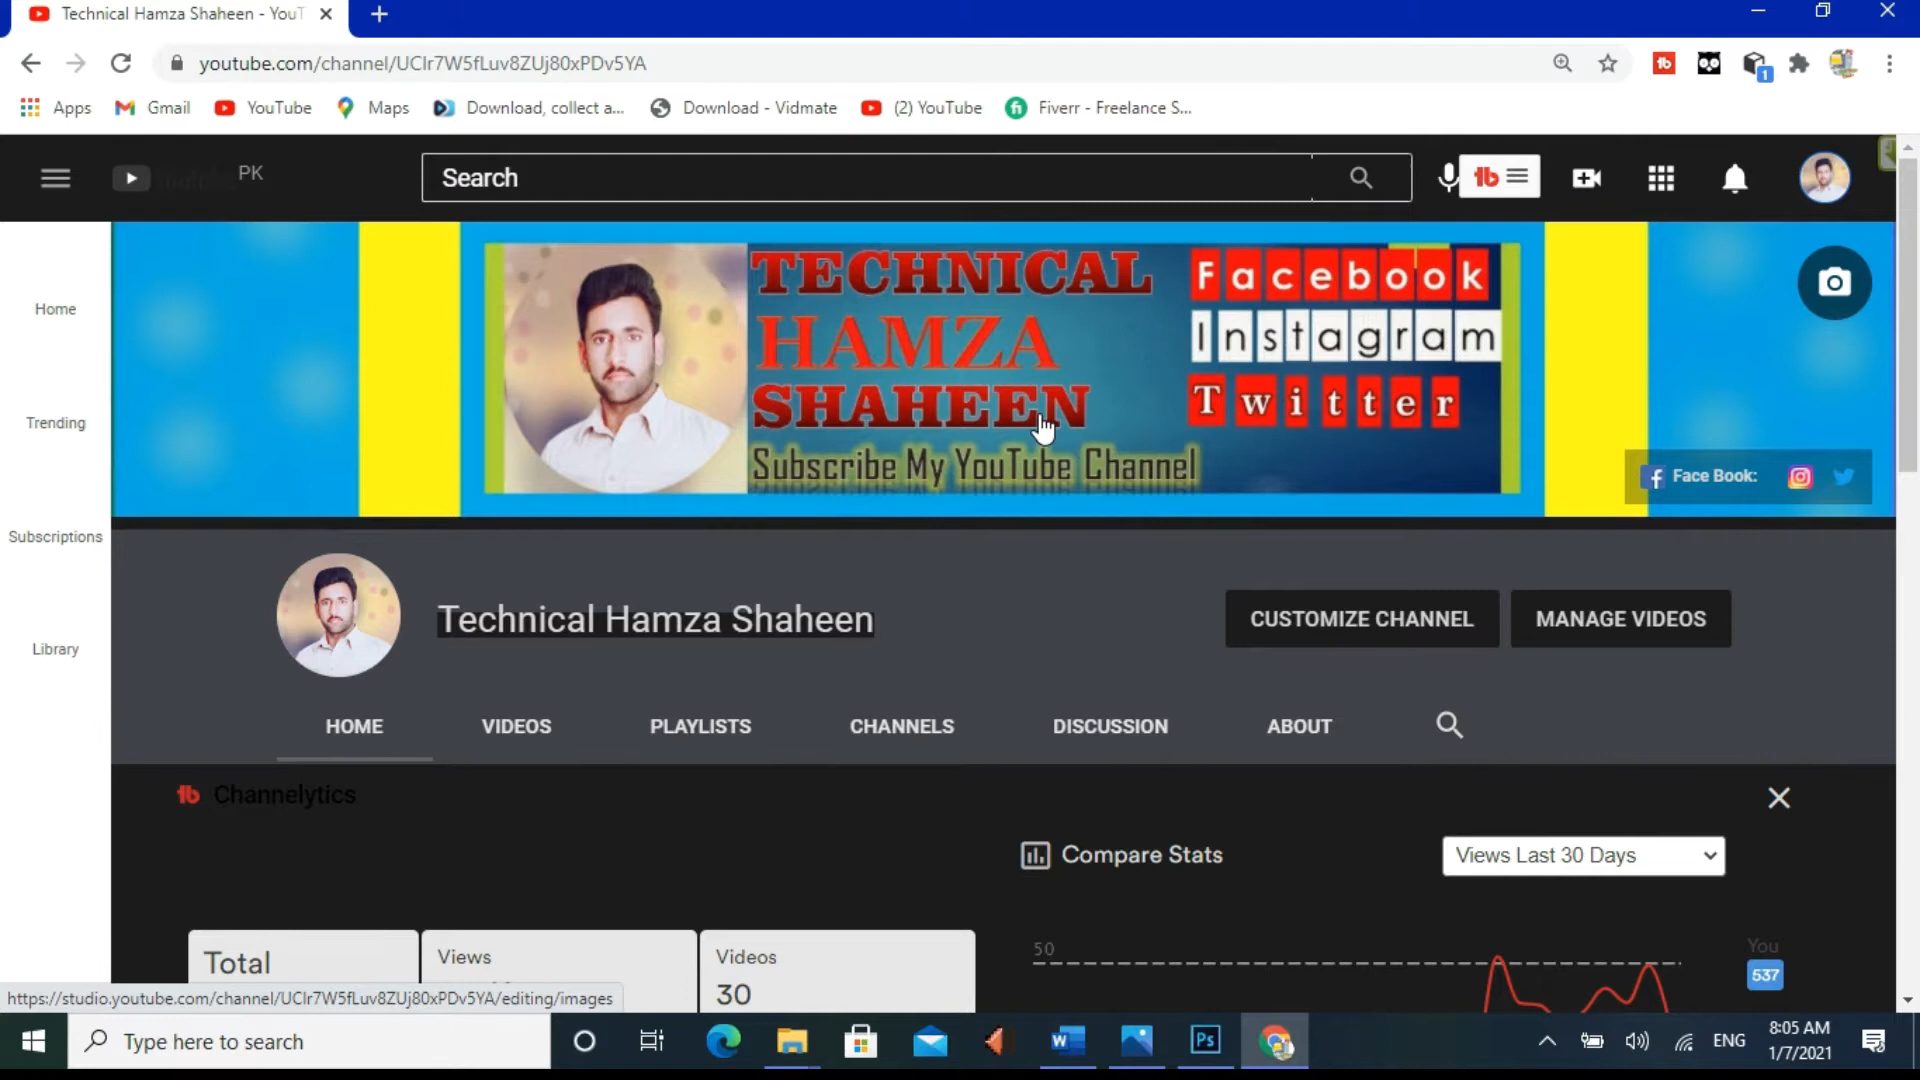 Technical Hamza Shaheen - YouT
youtube.com/channel/UCIr7W5fLuv8ZUj80xPDv5YA
1
Apps Gmail YouTube Maps Download, collect a... Download - Vidmate (2) YouTube Fiverr - Freelance S...
PK
Search
Home
Trending
Subscriptions
Library
TECHNICAL
HAMZA
SHAHEEN
Subscribe My YouTube Channel
Facebook
Instagram
Twitter
Face Book:
Technical Hamza Shaheen
CUSTOMIZE CHANNEL MANAGE VIDEOS
HOME VIDEOS PLAYLISTS CHANNELS DISCUSSION ABOUT
Channelytics
Compare Stats
Views Last 30 Days
Total
Views
Videos
30
50
You
537
https://studio.youtube.com/channel/UCIr7W5fLuv8ZUj80xPDv5YA/editing/images
Type here to search
ENG
8:05 AM
1/7/2021